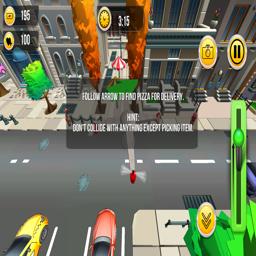 195
3:15
100
FOLLOW ARROW TO FIND PIZZA FOR DELIVERY.
HINT:
DON'T COLLIDE WITH ANYTHING EXCEPT PICKING ITEM.